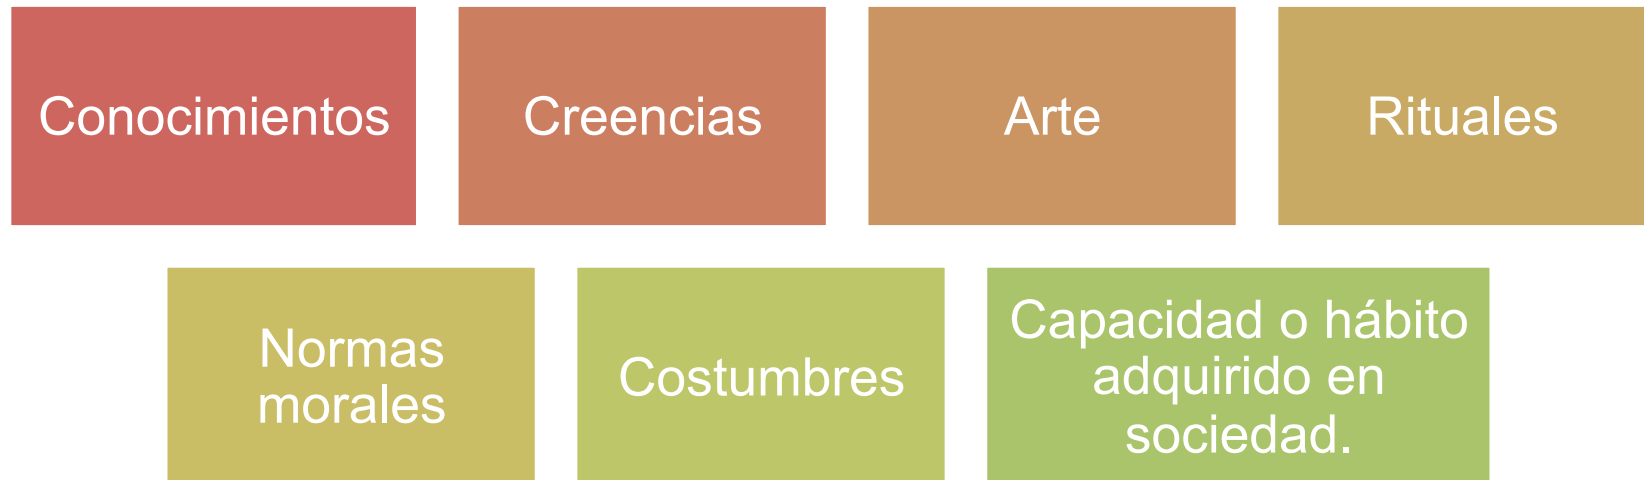 Conocimientos
Creencias
Arte
Rituales
Normas
morales
Costumbres
Capacidad o hábito
adquirido en
sociedad.